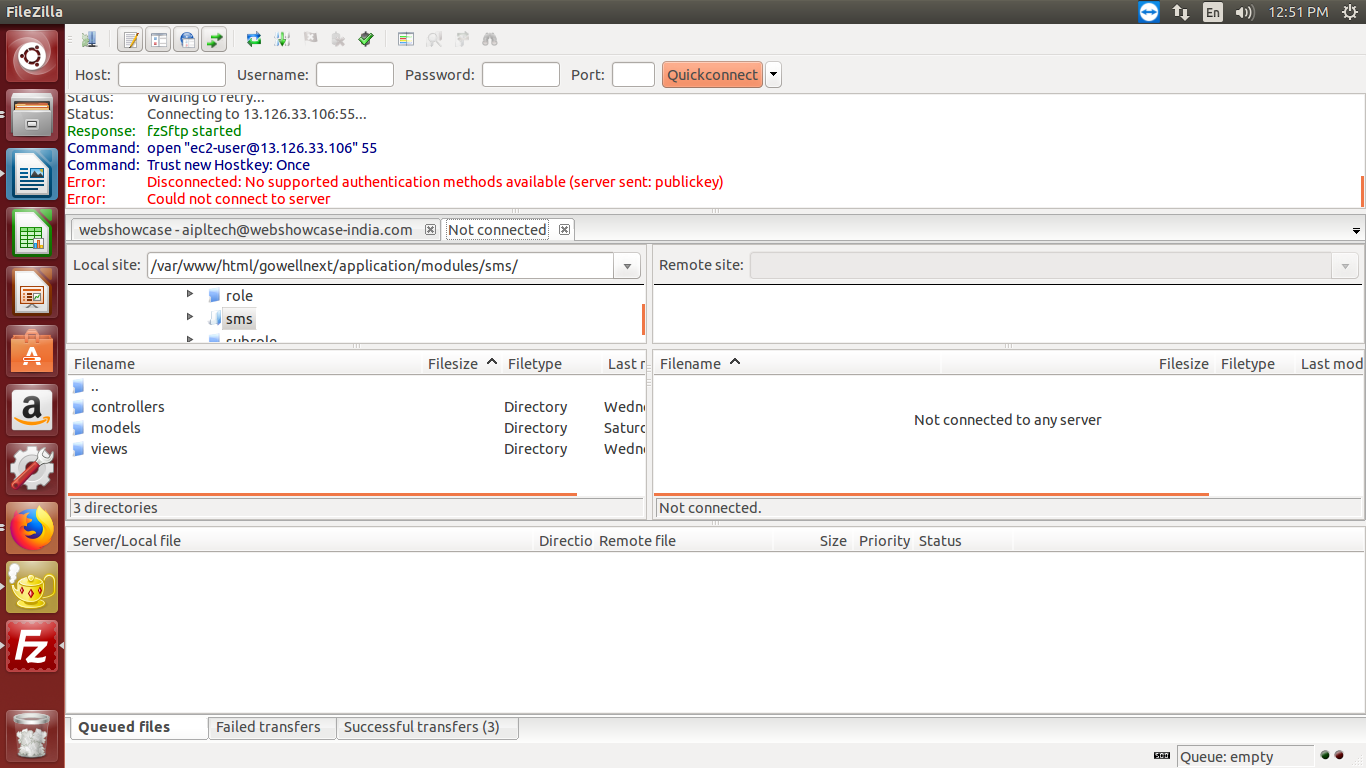 FileZilla
En
12:51 PM
Host:
Username:
Password:
Port:
Quickconnect
Status: Waiting to retry...
Status: Connecting to 13.126.33.106:55...
Response: fzSftp started
Command: open "ec2-user@13.126.33.106" 55
Command: Trust new Hostkey: Once
Error: Disconnected: No supported authentication methods available (server sent: publickey)
Error: Could not connect to server
webshowcase - aipltech@webshowcase-india.com
Not connected
Local site: /var/www/html/gowellnext/application/modules/sms/
Remote site:
role
sms
subrole
Filename Filesize Filetype Last r
Filename Filesize Filetype Last mod
..
controllers Directory Wedn
models Directory Saturc
views Directory Wedn
Not connected to any server
3 directories
Not connected.
Server/Local file Directio Remote file Size Priority Status
Queued files
Failed transfers
Successful transfers (3)
Queue: empty
a
Fz
A